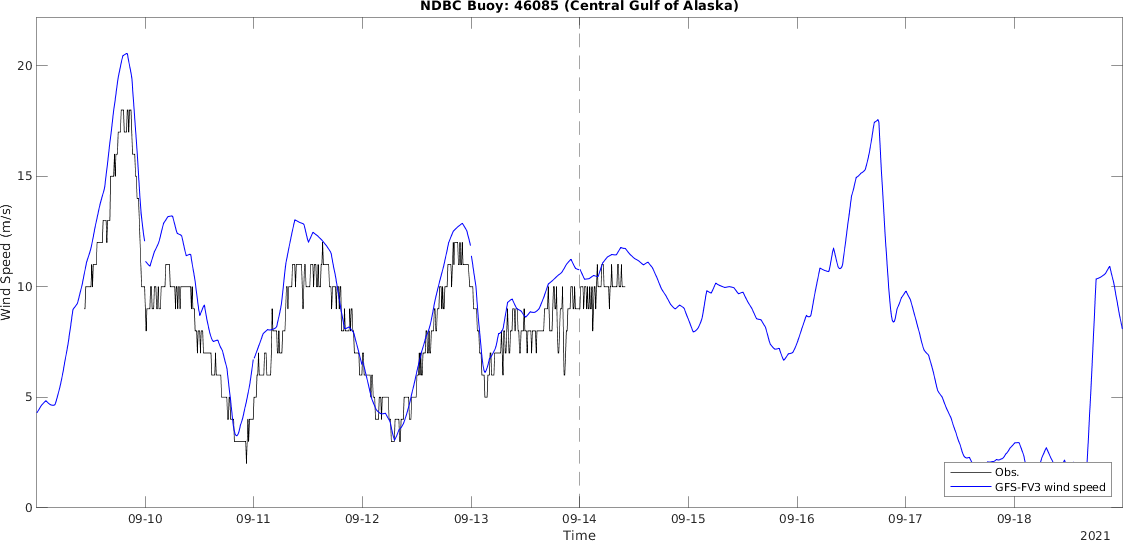 NDBC Buoy: 46085 (Central Gulf of Alaska)
20
15
10
5
0
Wind Speed (m/s)
09-10 09-11 09-12 09-13 09-14 09-15 09-16 09-17 09-18
Time
2021
Obs.
GFS-FV3 wind speed